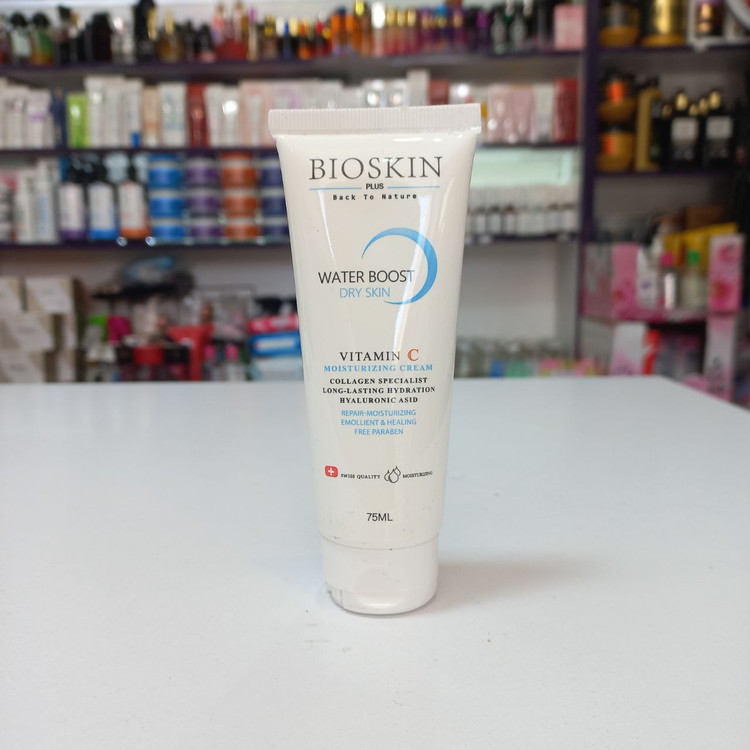 BIOSKIN
PLUS
Back To Nature
WATER BOOST
DRY SKIN
VITAMIN C
MOISTURIZING CREAM
COLLAGEN SPECIALIST
LONG-LASTING HYDRATION
HYALURONIC ASID
REPAIR-MOISTURIZING
EMOLLIENT & HEALING
FREE PARABEN
SWISS QUALITY MOISTURIZING
75ML